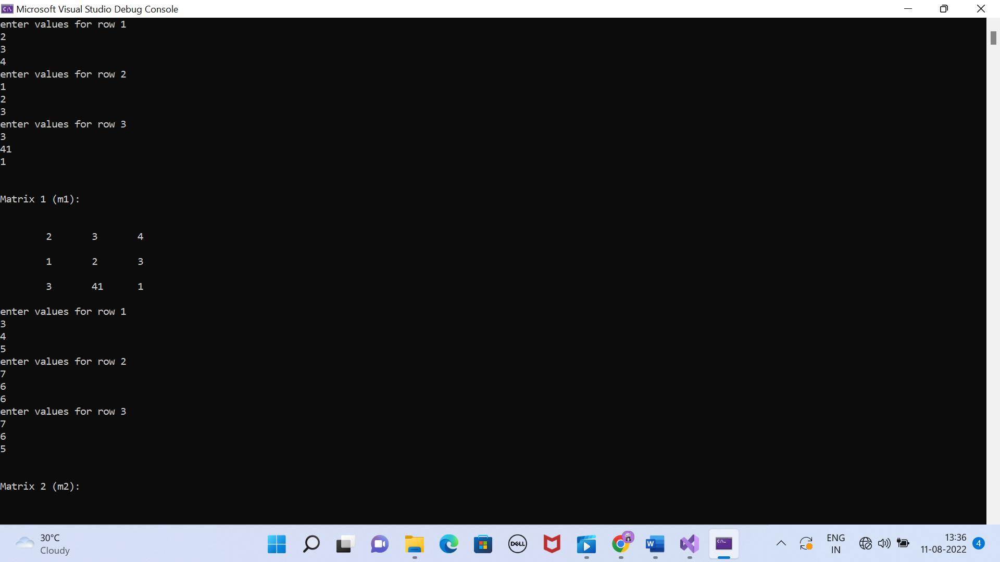 Microsoft Visual Studio Debug Console
enter values for row 1
2
3
4
enter values for row 2
1
2
3
enter values for row 3
3
41
1
Matrix 1 (m1):
2 3 4
1 2 3
3 41 1
enter values for row 1
3
4
5
enter values for row 2
7
6
6
enter values for row 3
7
6
5
Matrix 2 (m2):
30°C
Cloudy
DELL
W
ENG
IN
13:36
11-08-2022
4